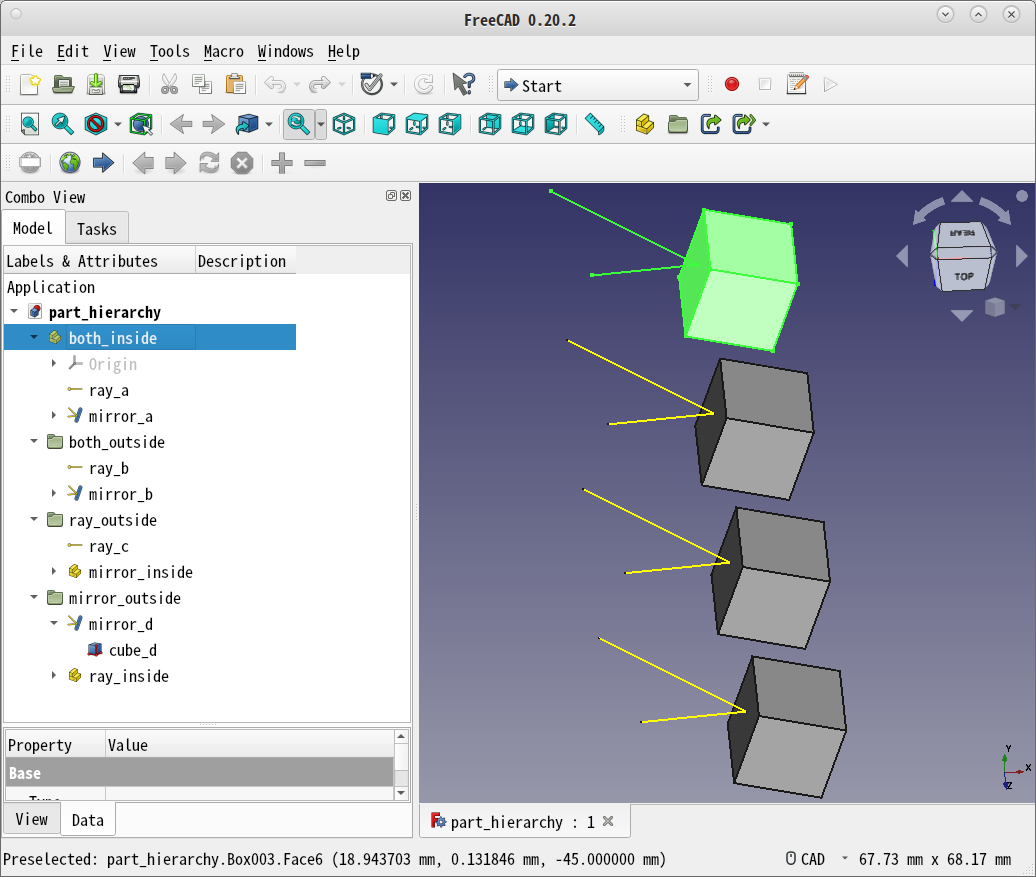 FreeCAD 0.20.2
File Edit View Tools Macro Windows Help
Start
Combo View
Model Tasks
Labels & Attributes Description
Application
part_hierarchy
both_inside
Origin
ray_a
mirror_a
both_outside
ray_b
mirror_b
ray_outside
ray_c
mirror_inside
mirror_outside
mirror_d
cube_d
ray_inside
Property Value
Base
View Data
TOP
Y
X
Z
part_hierarchy : 1
Preselected: part_hierarchy.Box003.Face6 (18.943703 mm, 0.131846 mm, -45.000000 mm)
CAD 67.73 mm x 68.17 mm